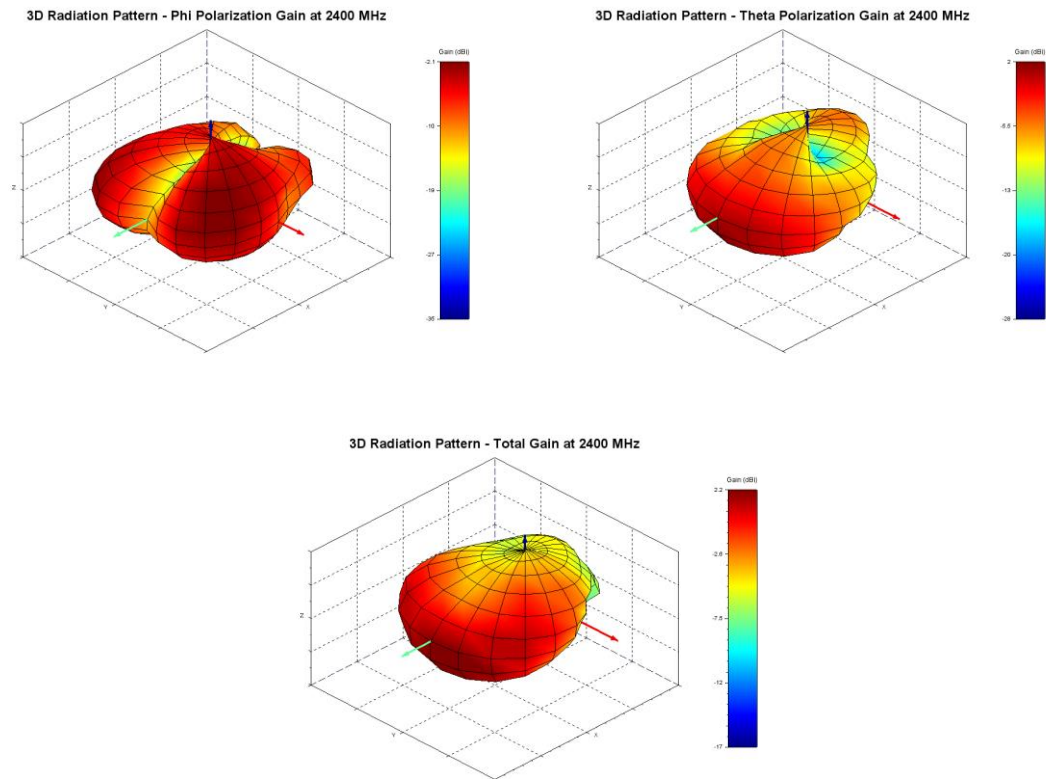 3D Radiation Pattern - Phi Polarization Gain at 2400 MHz
Gain (dBi)
-2.1
-10
-19
-27
-36
Z
Y
X
3D Radiation Pattern - Theta Polarization Gain at 2400 MHz
Gain (dBi)
2
-5.5
-13
-20
-28
Z
Y
X
3D Radiation Pattern - Total Gain at 2400 MHz
Gain (dBi)
2.2
-2.6
-7.5
-12
-17
Z
Y
X